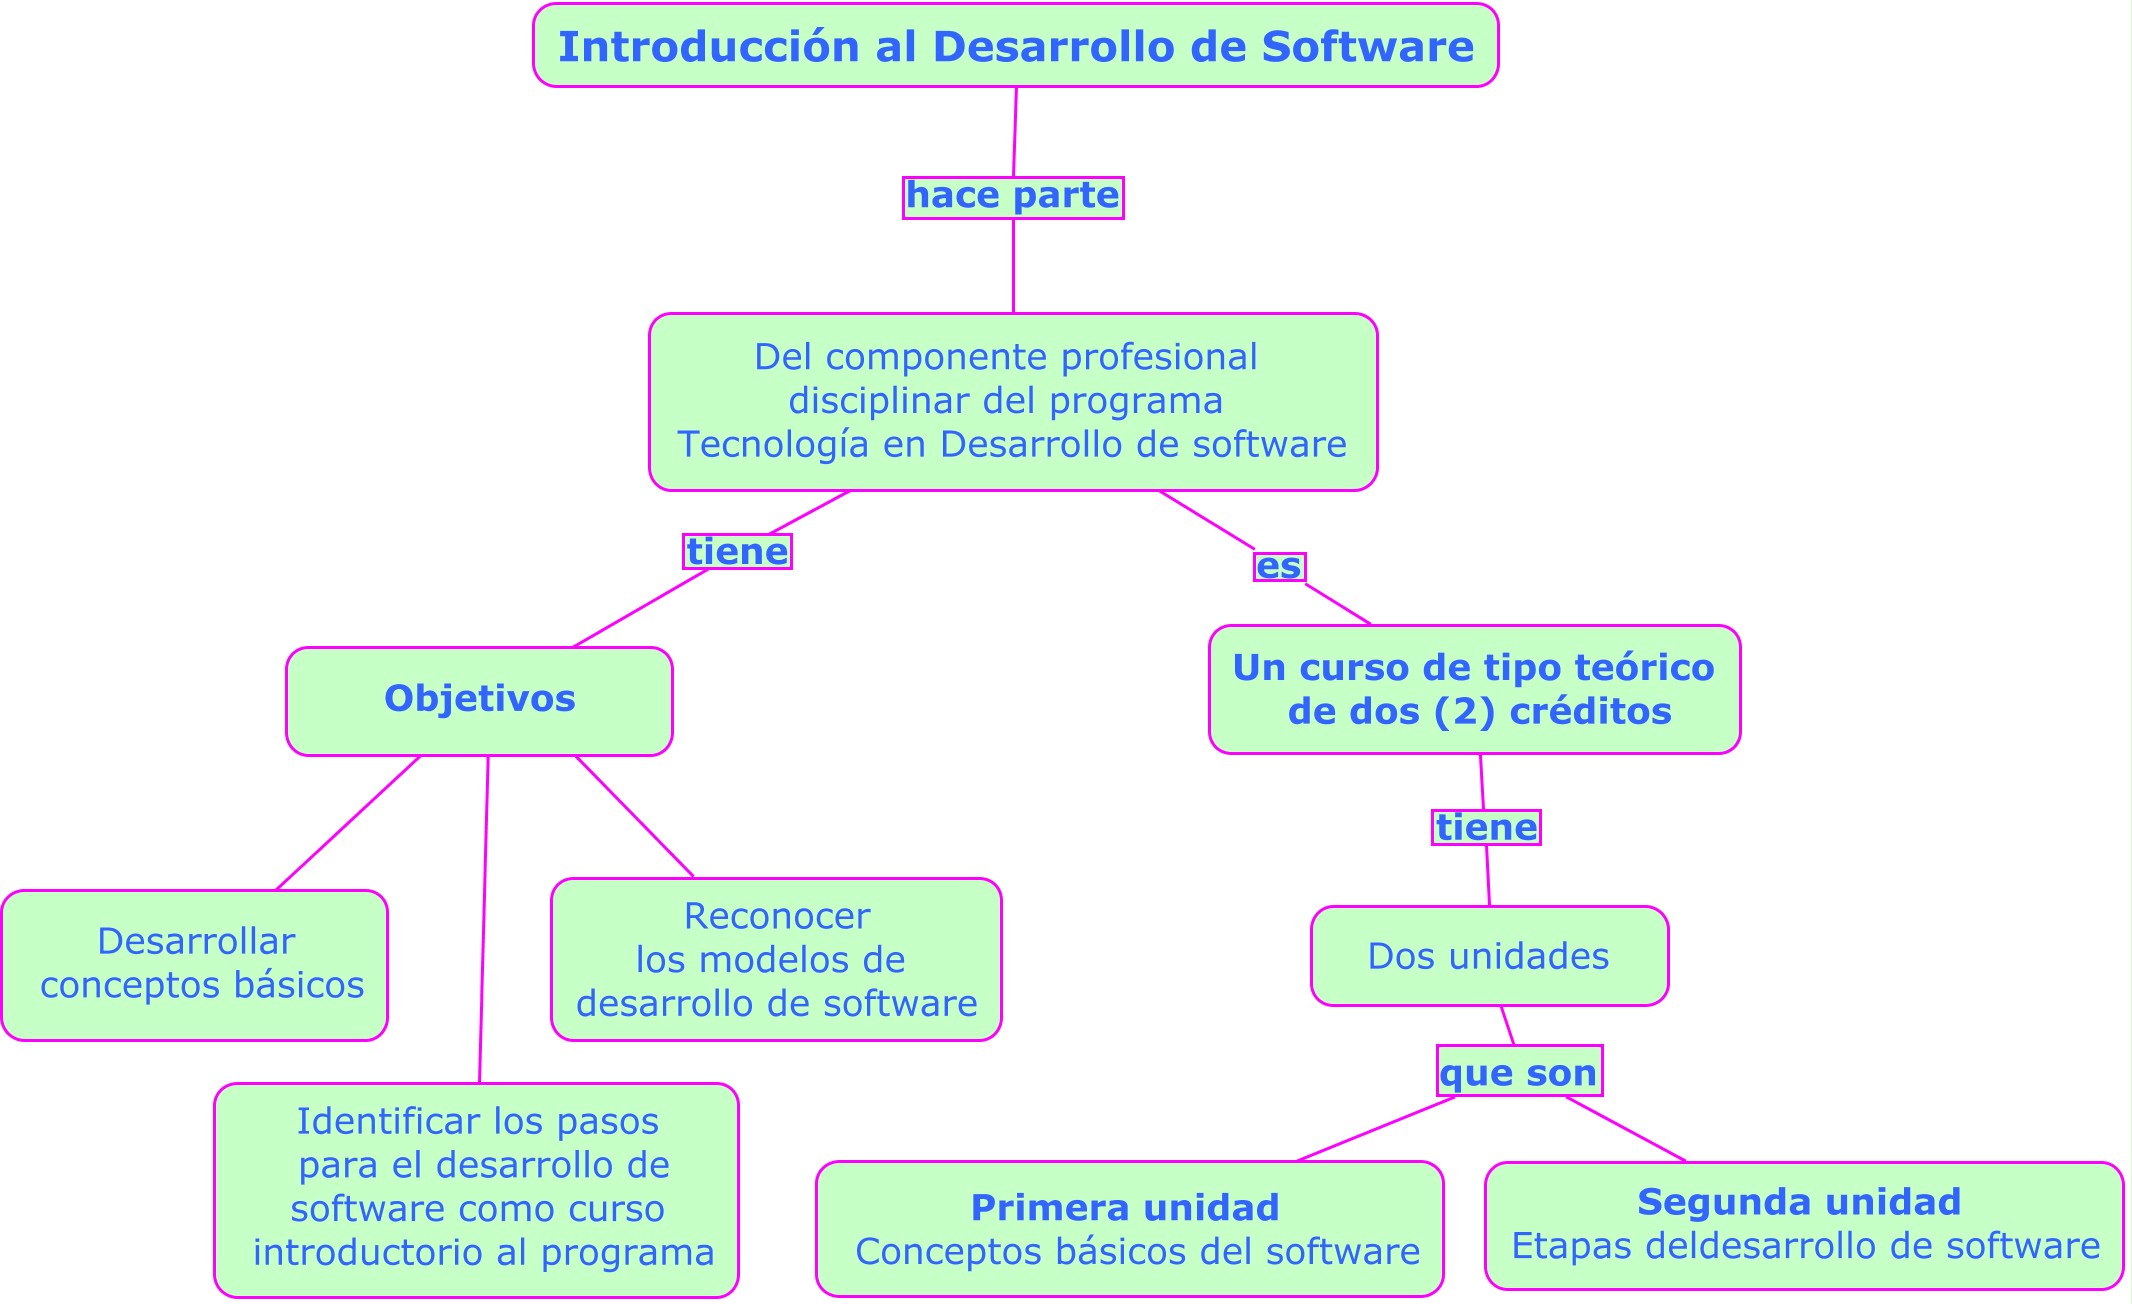 Introducción al Desarrollo de Software
hace parte
Del componente profesional
disciplinar del programa
Tecnología en Desarrollo de software
tiene
es
Objetivos
Un curso de tipo teórico
de dos (2) créditos
tiene
Desarrollar
conceptos básicos
Reconocer
los modelos de
desarrollo de software
Dos unidades
que son
Identificar los pasos
para el desarrollo de
software como curso
introductorio al programa
Primera unidad
Conceptos básicos del software
Segunda unidad
Etapas deldesarrollo de software